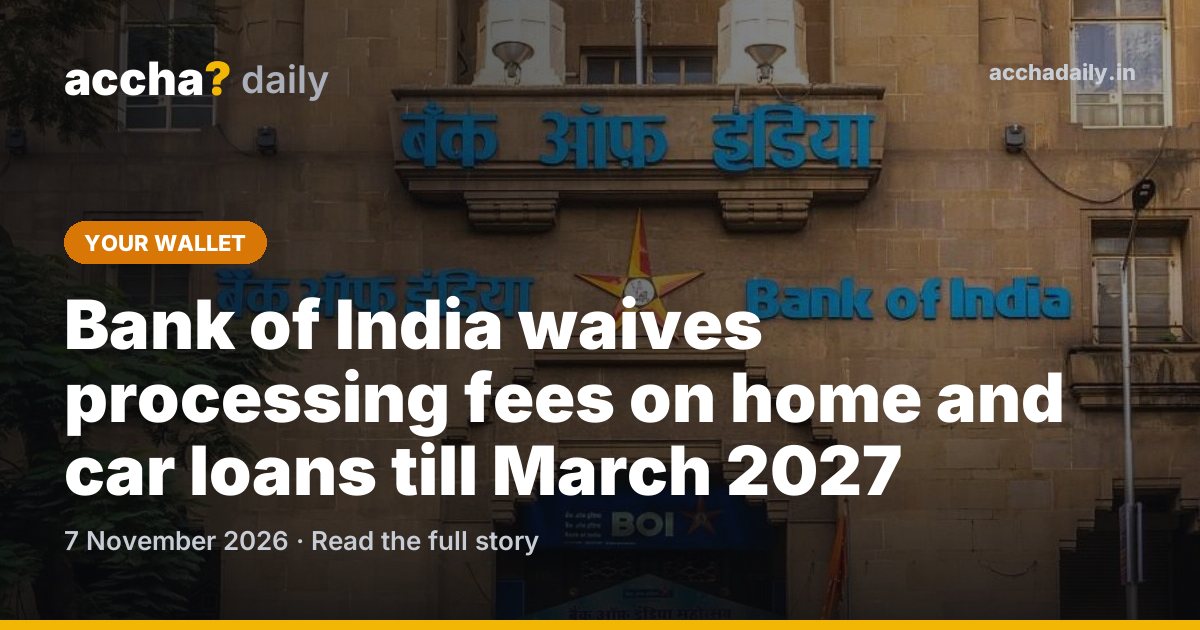 accha? daily
acchadaily.in
बैंक ऑफ़ इंडिया
YOUR WALLET
बैंक ऑफ़ इंडिया
Bank of India
Bank of India waives
processing fees on home and
car loans till March 2027
BOI
7 November 2026 · Read the full story